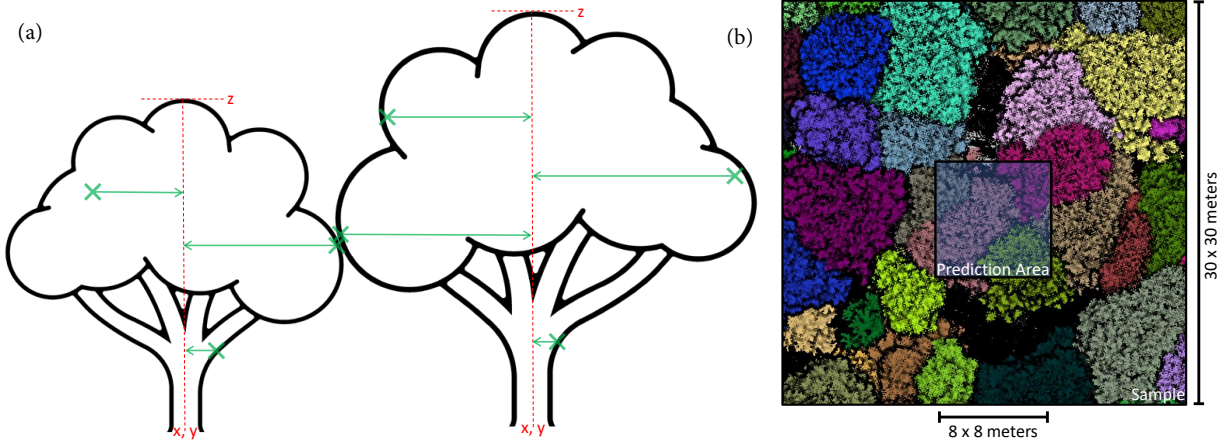 (a)
z
x, y
z
x, y
(b)
Prediction Area
Sample
30 x 30 meters
8 x 8 meters